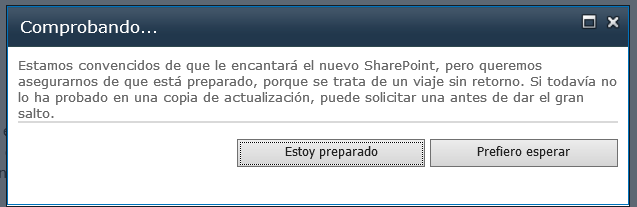 Comprobando...
Estamos convencidos de que le encantará el nuevo SharePoint, pero queremos
asegurarnos de que está preparado, porque se trata de un viaje sin retorno. Si todavía no
lo ha probado en una copia de actualización, puede solicitar una antes de dar el gran
salto.
Estoy preparado
Prefiero esperar